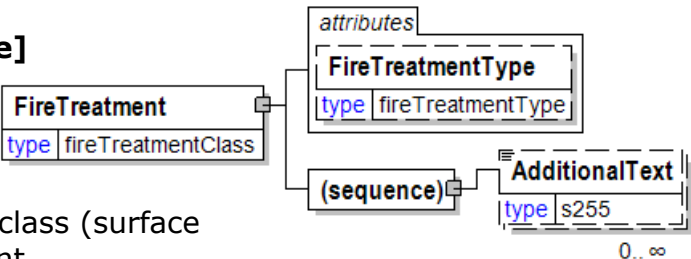 attributes
e]
FireTreatmentType
type fireTreatmentType
FireTreatment
type fireTreatmentClass
(sequence)
AdditionalText
type s255
0..∞
class (surface